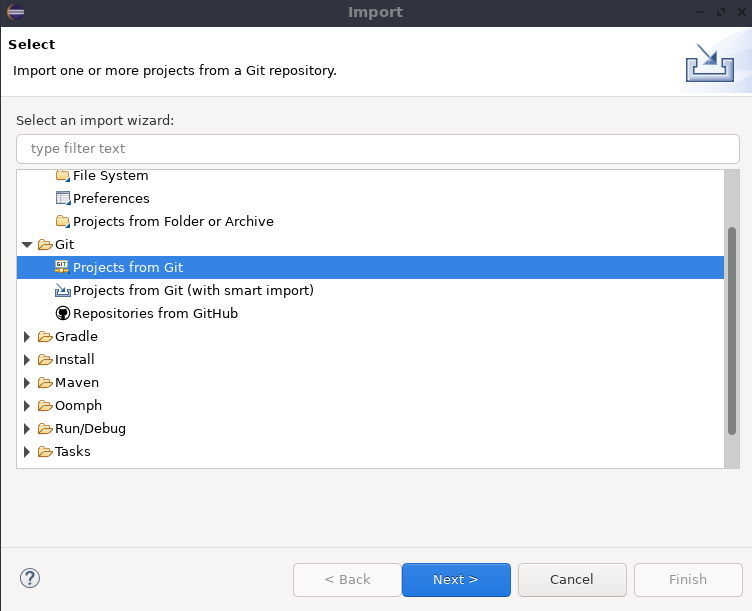 Import
Select
Import one or more projects from a Git repository.
Select an import wizard:
type filter text
File System
Preferences
Projects from Folder or Archive
Git
GIT
Projects from Git
Projects from Git (with smart import)
Repositories from GitHub
Gradle
Install
Maven
Oomph
Run/Debug
Tasks
?
< Back
Next >
Cancel
Finish